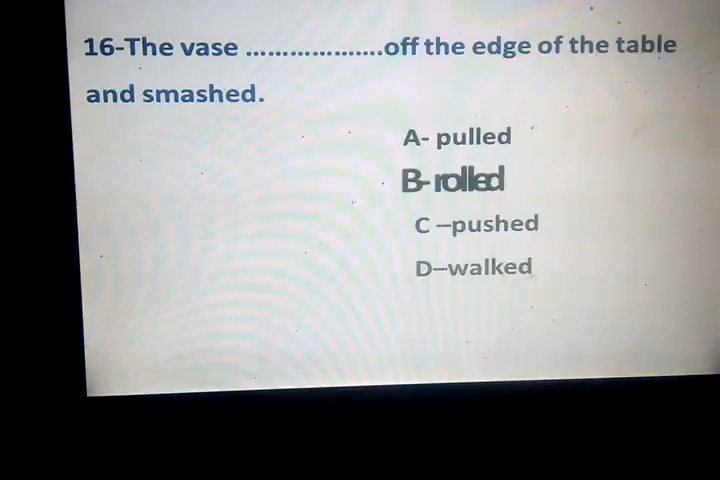 16-The vase ...................off the edge of the table
and smashed.
A- pulled
B- rolled
C –pushed
D–walked